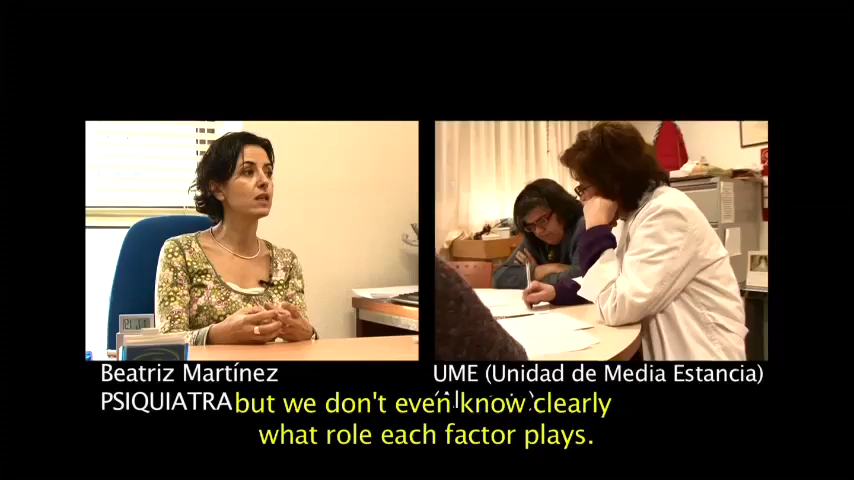 Beatriz Martínez
PSIQUIATRA
UME (Unidad de Media Estancia)
but we don't even know clearly
what role each factor plays.